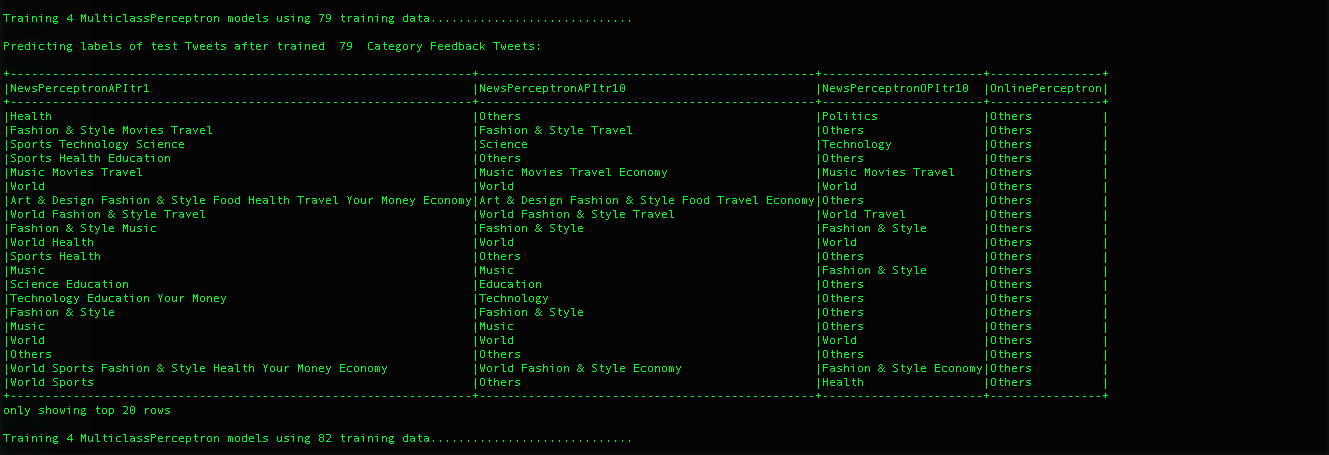 Training 4 MulticlassPerceptron models using 79 training data.............................
Predicting labels of test Tweets after trained  79  Category Feedback Tweets:
+------------------------------------------------------------------+------------------------------------------------+-----------------------+----------------+
|NewsPerceptronAPItr1                                              |NewsPerceptronAPItr10                           |NewsPerceptronOPItr10  |OnlinePerceptron|
+------------------------------------------------------------------+------------------------------------------------+-----------------------+----------------+
|Health                                                            |Others                                          |Politics               |Others          |
|Fashion & Style Movies Travel                                     |Fashion & Style Travel                          |Others                 |Others          |
|Sports Technology Science                                         |Science                                         |Technology             |Others          |
|Sports Health Education                                           |Others                                          |Others                 |Others          |
|Music Movies Travel                                               |Music Movies Travel Economy                     |Music Movies Travel    |Others          |
|World                                                             |World                                           |World                  |Others          |
|Art & Design Fashion & Style Food Health Travel Your Money Economy|Art & Design Fashion & Style Food Travel Economy|Others                 |Others          |
|World Fashion & Style Travel                                      |World Fashion & Style Travel                    |World Travel           |Others          |
|Fashion & Style Music                                             |Fashion & Style                                 |Fashion & Style        |Others          |
|World Health                                                      |World                                           |World                  |Others          |
|Sports Health                                                     |Others                                          |Others                 |Others          |
|Music                                                             |Music                                           |Fashion & Style        |Others          |
|Science Education                                                 |Education                                       |Others                 |Others          |
|Technology Education Your Money                                   |Technology                                      |Others                 |Others          |
|Fashion & Style                                                   |Fashion & Style                                 |Others                 |Others          |
|Music                                                             |Music                                           |Others                 |Others          |
|World                                                             |World                                           |World                  |Others          |
|Others                                                            |Others                                          |Others                 |Others          |
|World Sports Fashion & Style Health Your Money Economy            |World Fashion & Style Economy                   |Fashion & Style Economy|Others          |
|World Sports                                                      |Others                                          |Health                 |Others          |
+------------------------------------------------------------------+------------------------------------------------+-----------------------+----------------+
only showing top 20 rows
Training 4 MulticlassPerceptron models using 82 training data.............................